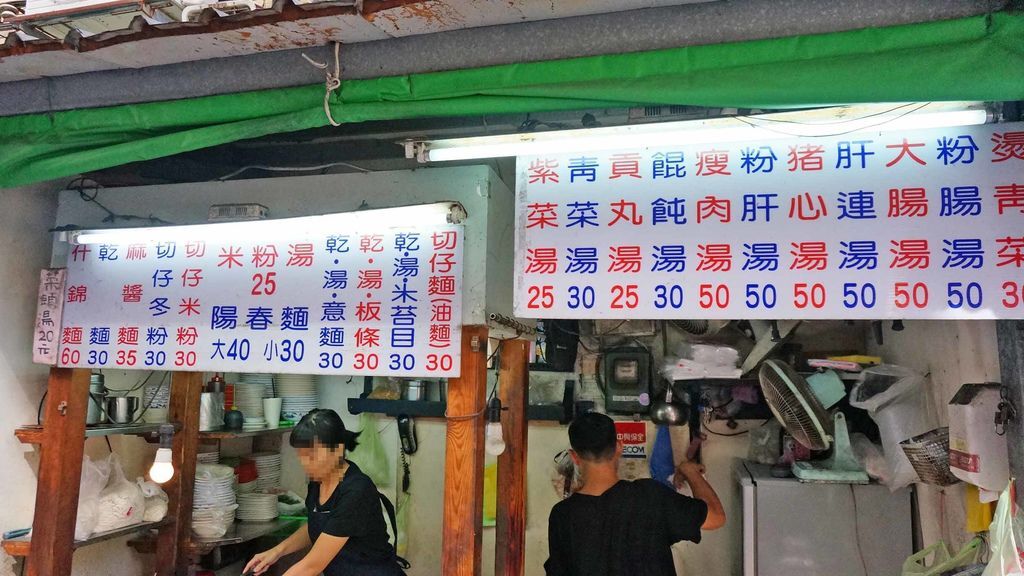 什錦麵60
乾麵30
麻醬麵35
切仔冬粉30
切仔米粉30
米粉湯
25
陽春麵
大40 小30
乾·湯·意麵30
乾·湯·板條30
乾·湯·米苔目30
切仔麵(油麵)30
菜頭湯20元
紫菜湯25
青菜湯30
貢丸湯25
餛飩湯30
瘦肉湯50
粉肝湯50
猪心湯50
肝連湯50
大腸湯50
粉腸湯50
燙青菜
中興保全